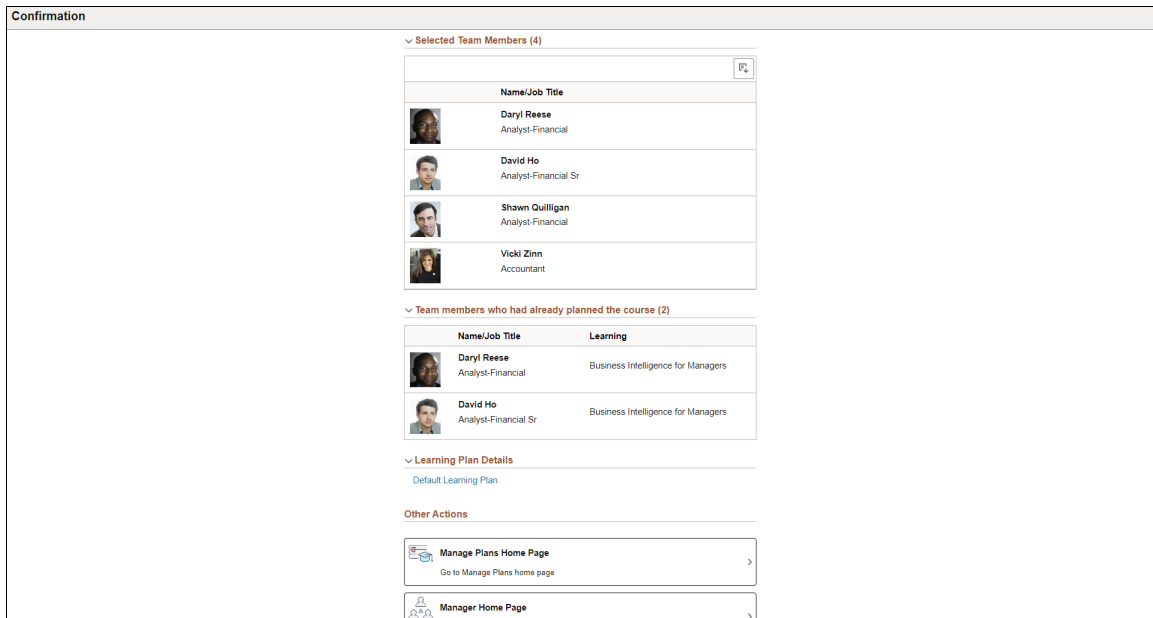 Confirmation
Selected Team Members (4)
Name/Job Title
Daryl Reese
Analyst-Financial
David Ho
Analyst-Financial Sr
Shawn Quilligan
Analyst-Financial
Vicki Zinn
Accountant
Team members who had already planned the course (2)
Name/Job Title Learning
Daryl Reese
Analyst-Financial
Business Intelligence for Managers
David Ho
Analyst-Financial Sr
Business Intelligence for Managers
Learning Plan Details
Default Learning Plan
Other Actions
Manage Plans Home Page
Go to Manage Plans home page
Manager Home Page